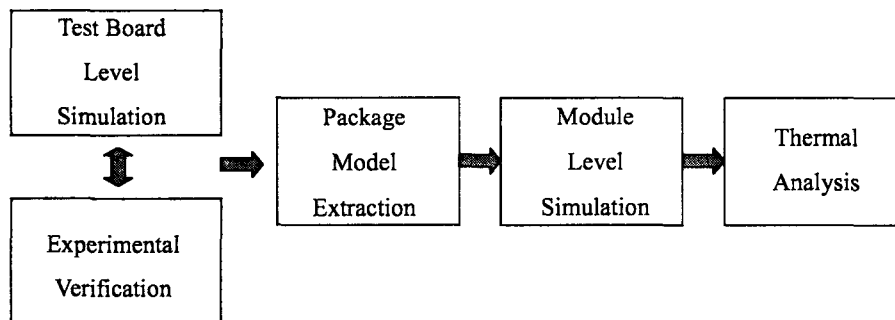 Test Board
Level
Simulation
Experimental
Verification
Package
Model
Extraction
Module
Level
Simulation
Thermal
Analysis